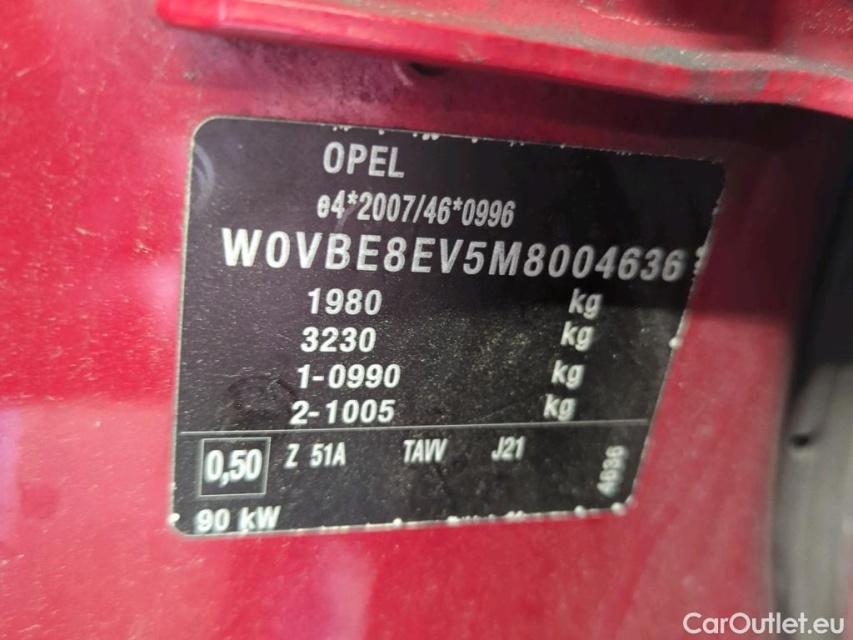 OPEL
e4*2007/46*0996
W0VBE8EV5M8004636
1980 kg
3230 kg
1-0990 kg
2-1005 kg
0,50 Z 51A TAVV J21 4636
90 kW
CarOutlet.eu